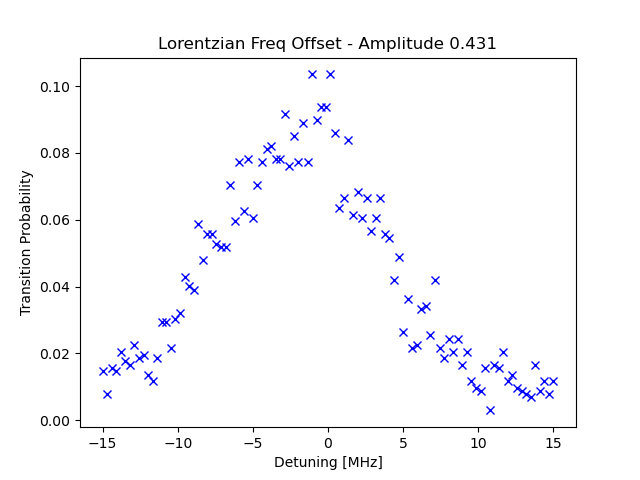 Lorentzian Freq Offset - Amplitude 0.431
Transition Probability
0.10
0.08
0.06
0.04
0.02
0.00
−15 −10 −5 0 5 10 15
Detuning [MHz]